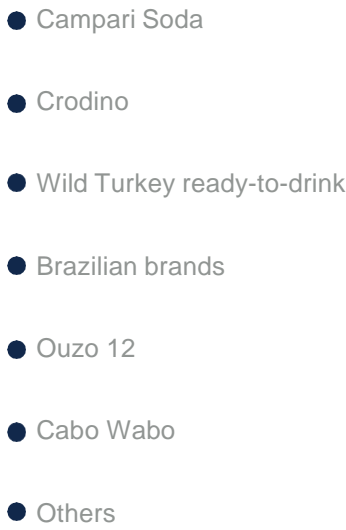 Campari Soda
Crodino
Wild Turkey ready-to-drink
Brazilian brands
Ouzo 12
Cabo Wabo
Others